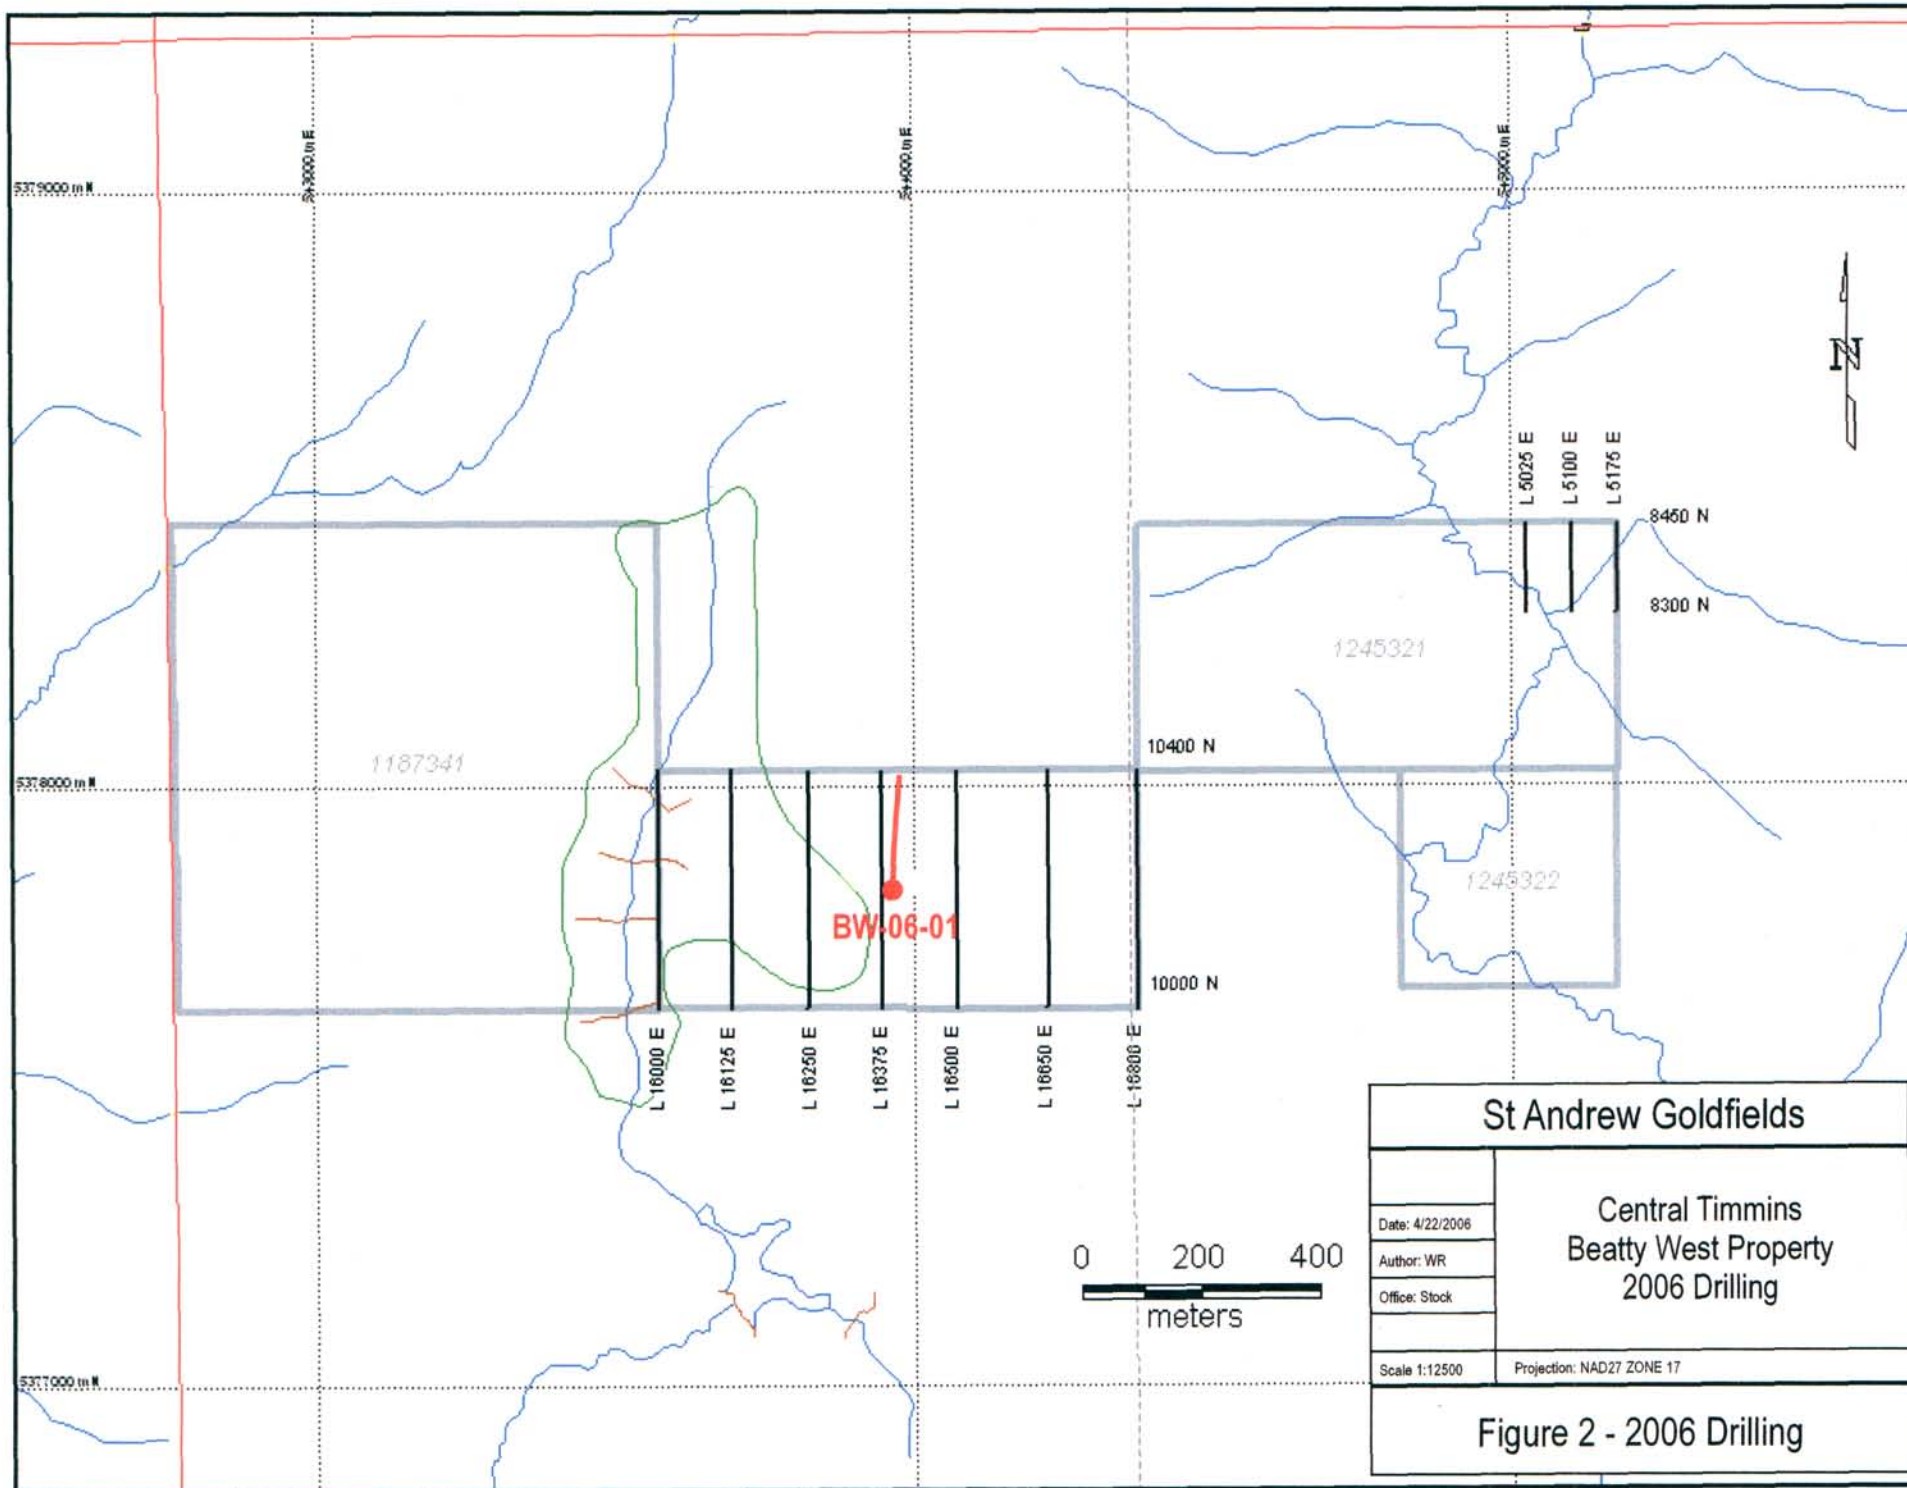 5379000 m N
N
L 5025 E
L 5100 E
L 5175 E
8450 N
8300 N
1245321
10400 N
1187341
5378000 m N
1245322
BW-06-01
10000 N
L 16000 E
L 16125 E
L 16250 E
L 16375 E
L 16500 E
L 16650 E
L 16800 E
0 200 400
meters
5377000 m N
St Andrew Goldfields
Date: 4/22/2006
Author: WR
Office: Stock
Central Timmins
Beatty West Property
2006 Drilling
Scale 1:12500
Projection: NAD27 ZONE 17
Figure 2 - 2006 Drilling